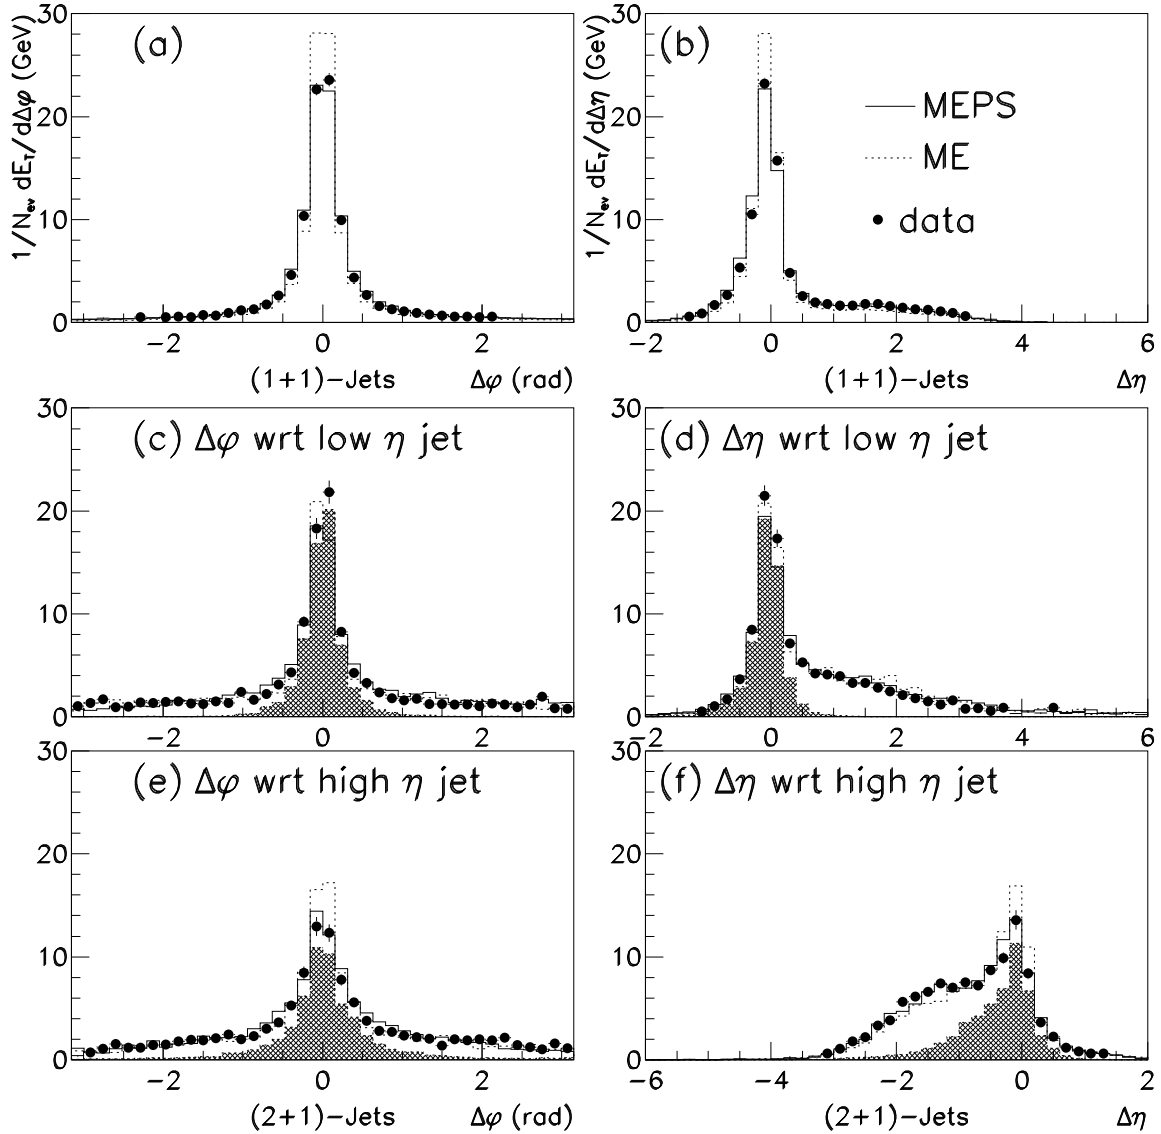 (a)
1/N_ev dE_T/dΔφ (GeV)
30
20
10
0
−2 0 2
(1+1)−Jets Δφ (rad)
(b)
1/N_ev dE_T/dΔη (GeV)
MEPS
ME
data
30
20
10
0
−2 0 2 4 6
(1+1)−Jets Δη
(c) Δφ wrt low η jet
30
20
10
0
−2 0 2
(d) Δη wrt low η jet
30
20
10
0
−2 0 2 4 6
(e) Δφ wrt high η jet
30
20
10
0
−2 0 2
(2+1)−Jets Δφ (rad)
(f) Δη wrt high η jet
30
20
10
0
−6 −4 −2 0 2
(2+1)−Jets Δη